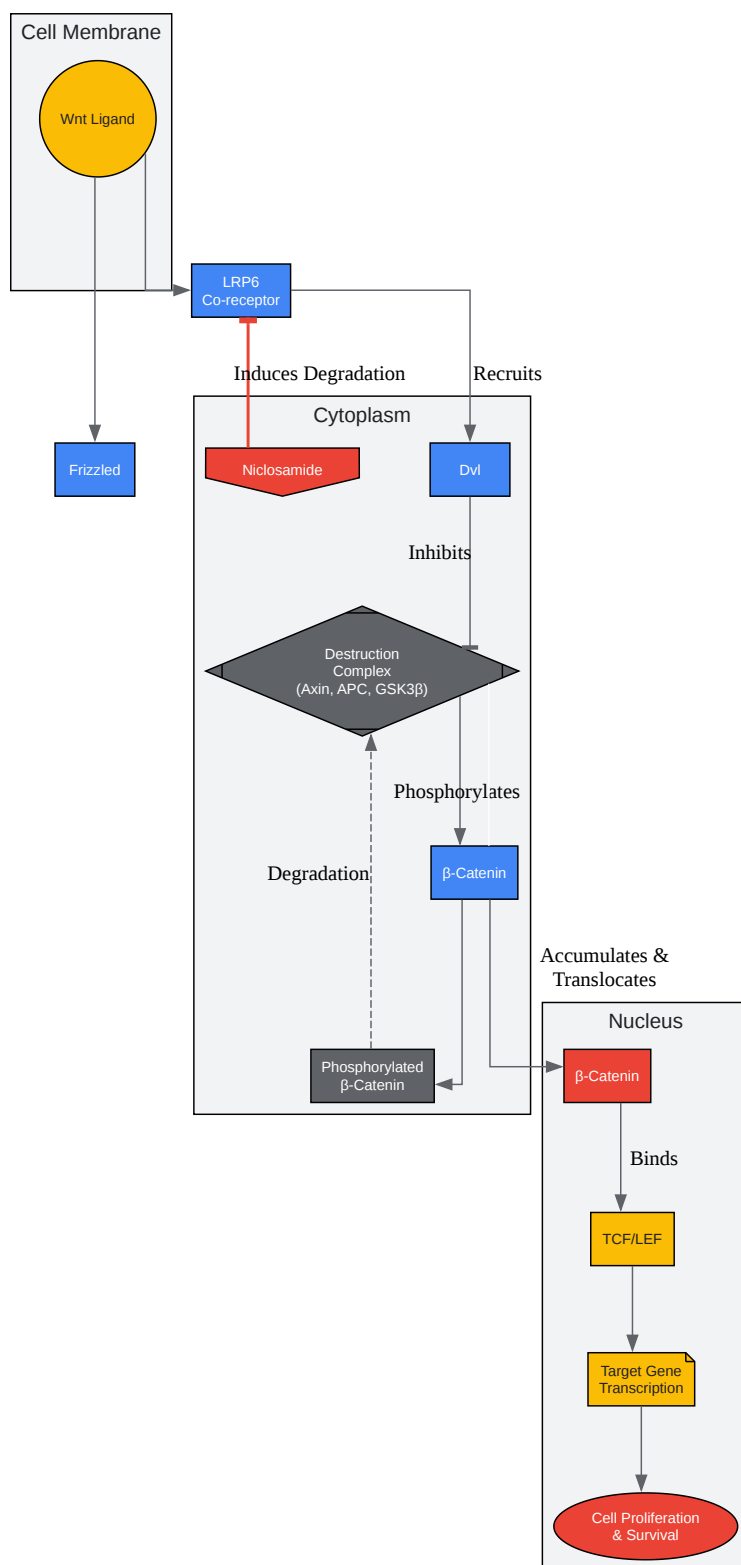 Cell Membrane
Wnt Ligand
LRP6
Co-receptor
Induces Degradation
Recruits
Cytoplasm
Frizzled
Niclosamide
Dvl
Inhibits
Destruction
Complex
(Axin, APC, GSK3β)
Phosphorylates
β-Catenin
Degradation
Accumulates &
Translocates
Nucleus
Phosphorylated
β-Catenin
β-Catenin
Binds
TCF/LEF
Target Gene
Transcription
Cell Proliferation
& Survival